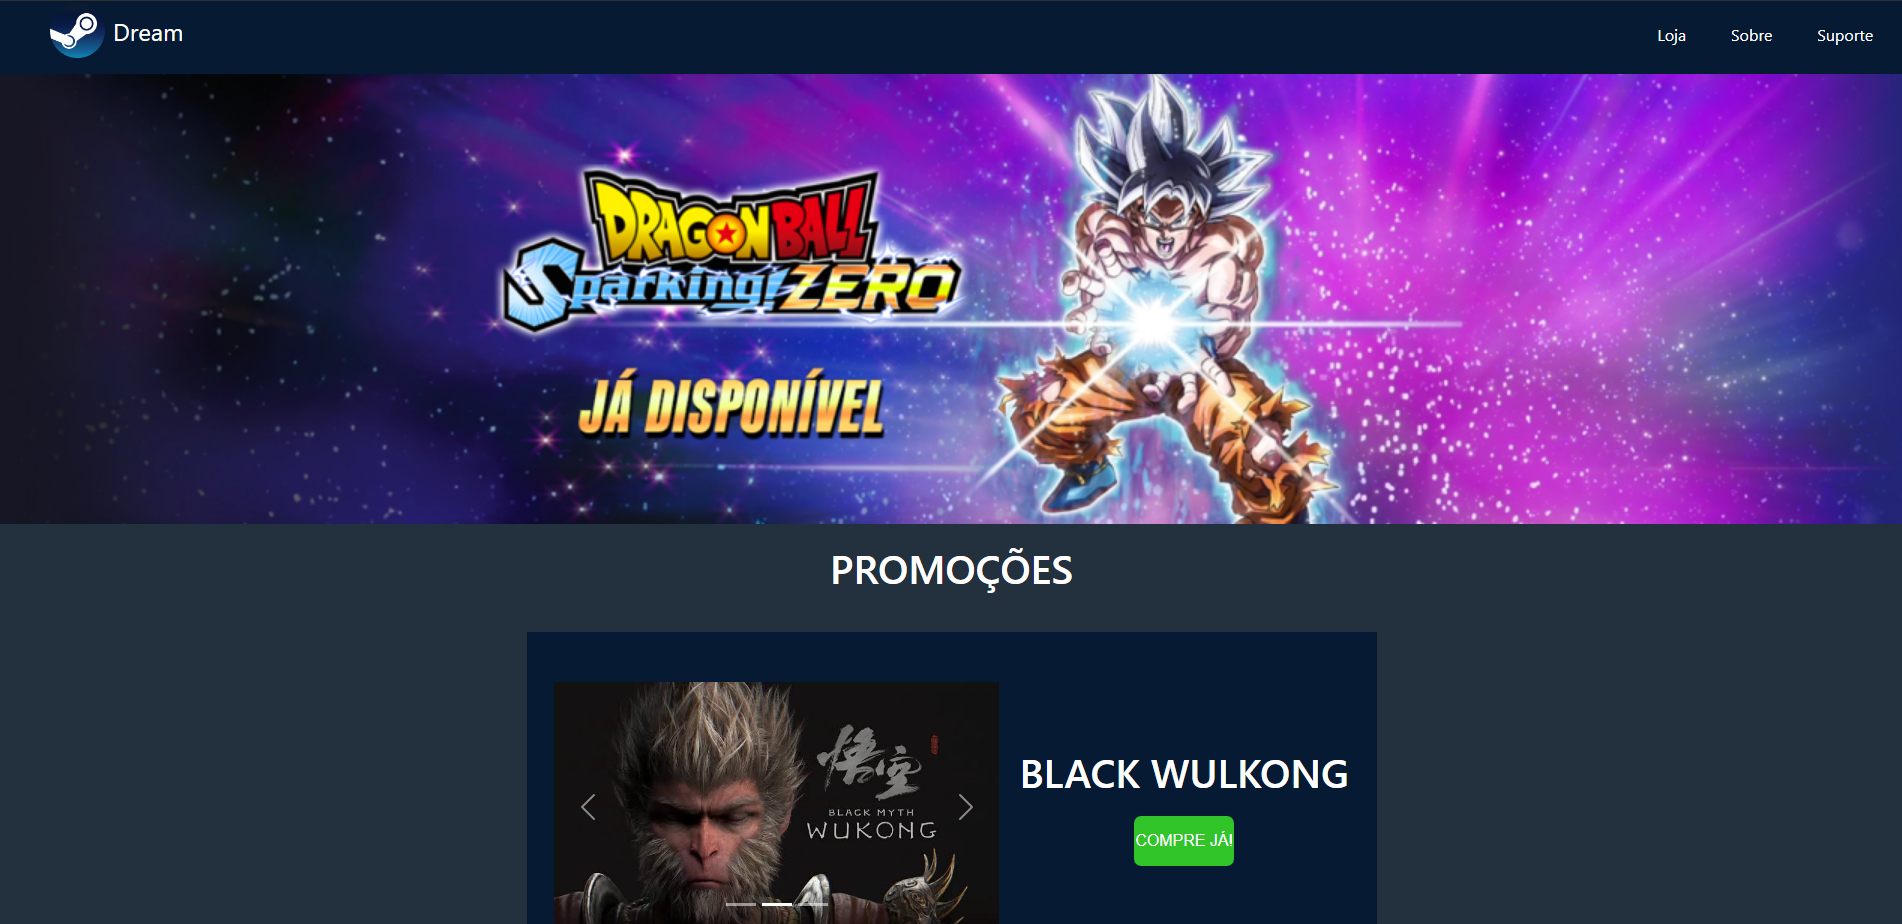 Dream
Loja
Sobre
Suporte
DRAGON BALL
Sparking! ZERO
JÁ DISPONÍVEL
PROMOÇÕES
悟空
BLACK MYTH
WUKONG
BLACK WULKONG
COMPRE JÁ!